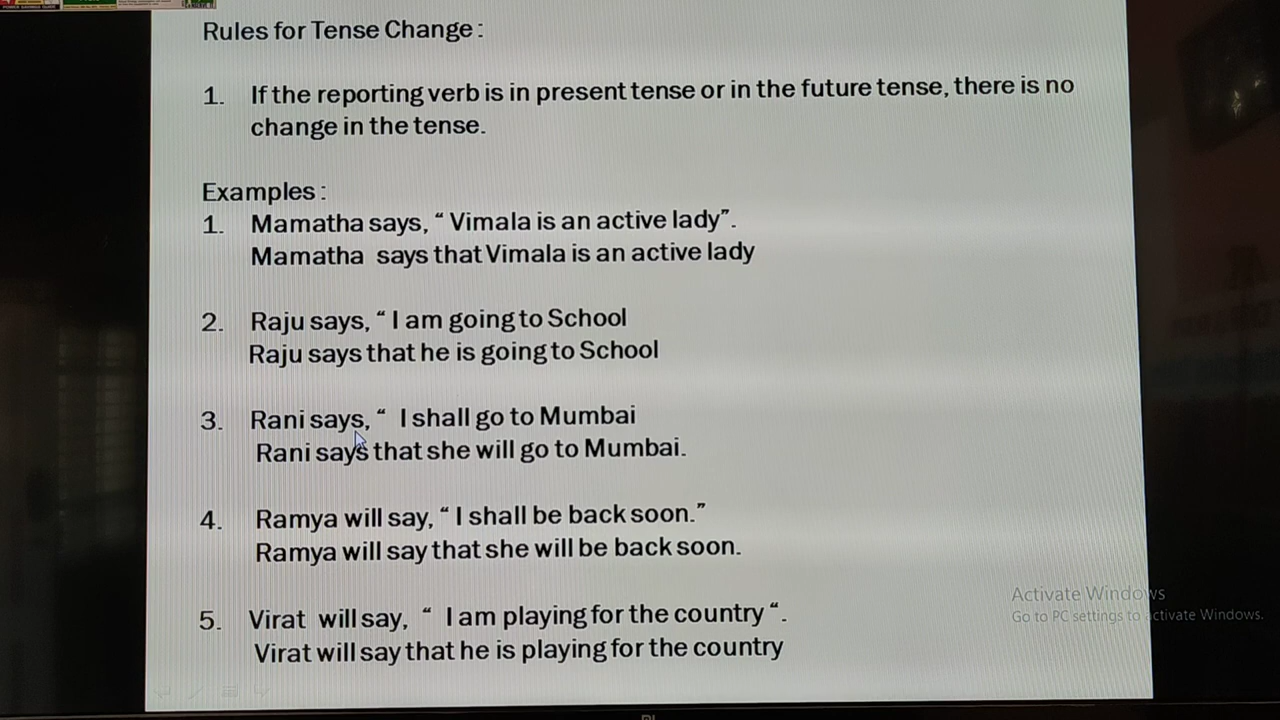 Rules for Tense Change :
1. If the reporting verb is in present tense or in the future tense, there is no
change in the tense.
Examples :
1. Mamatha says, “ Vimala is an active lady”.
Mamatha says that Vimala is an active lady
2. Raju says, “ I am going to School
Raju says that he is going to School
3. Rani says, “ I shall go to Mumbai
Rani says that she will go to Mumbai.
4. Ramya will say, “ I shall be back soon.”
Ramya will say that she will be back soon.
5. Virat will say, “ I am playing for the country “.
Virat will say that he is playing for the country
Activate Windows
Go to PC settings to activate Windows.